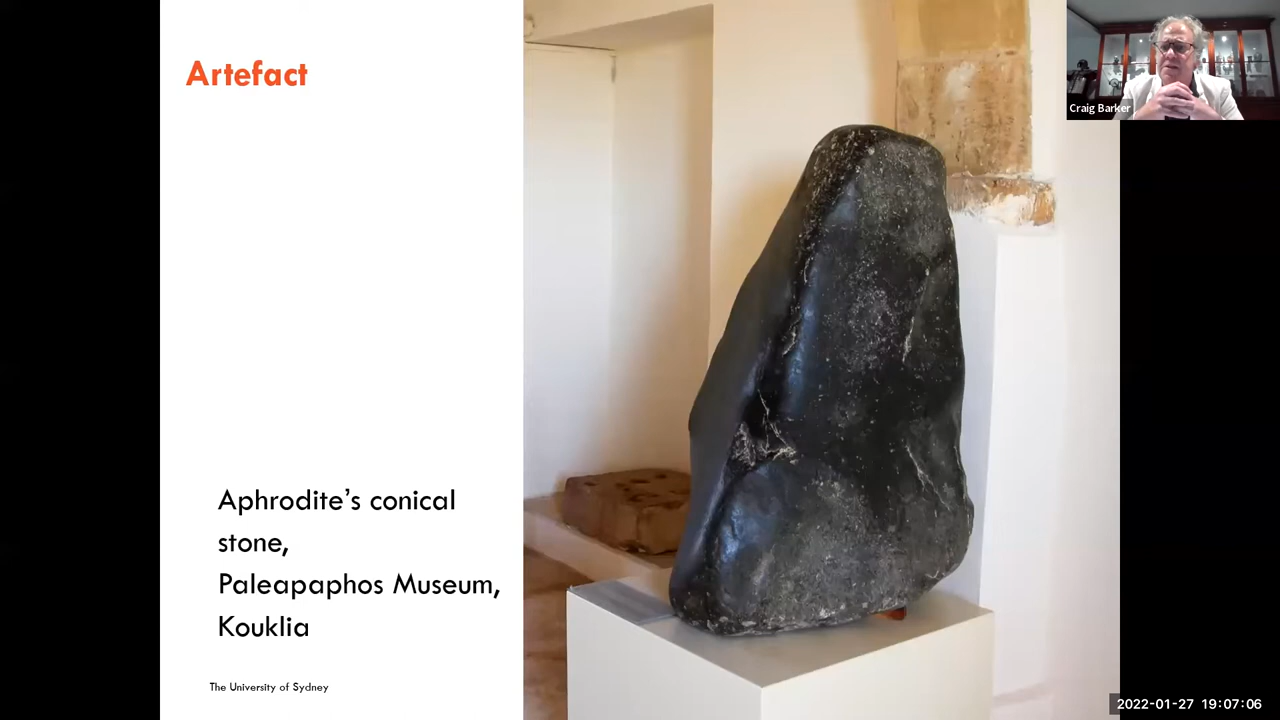 Artefact
Aphrodite’s conical
stone,
Paleapaphos Museum,
Kouklia
The University of Sydney
Craig Barker
2022-01-27 19:07:06